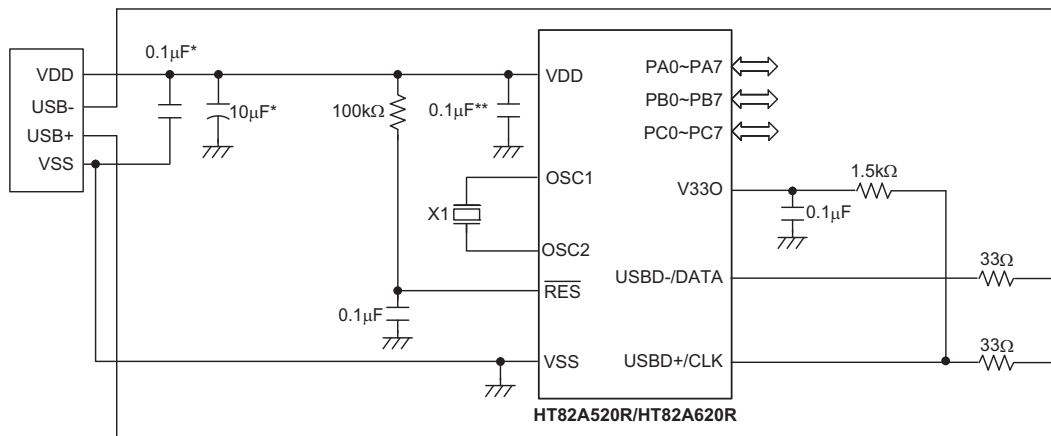 VDD
USB-
USB+
VSS
0.1μF*
10μF*
100kΩ
0.1μF**
X1
0.1μF
VDD
OSC1
OSC2
RES
VSS
PA0~PA7
PB0~PB7
PC0~PC7
V33O
USBD-/DATA
USBD+/CLK
1.5kΩ
0.1μF
33Ω
33Ω
HT82A520R/HT82A620R